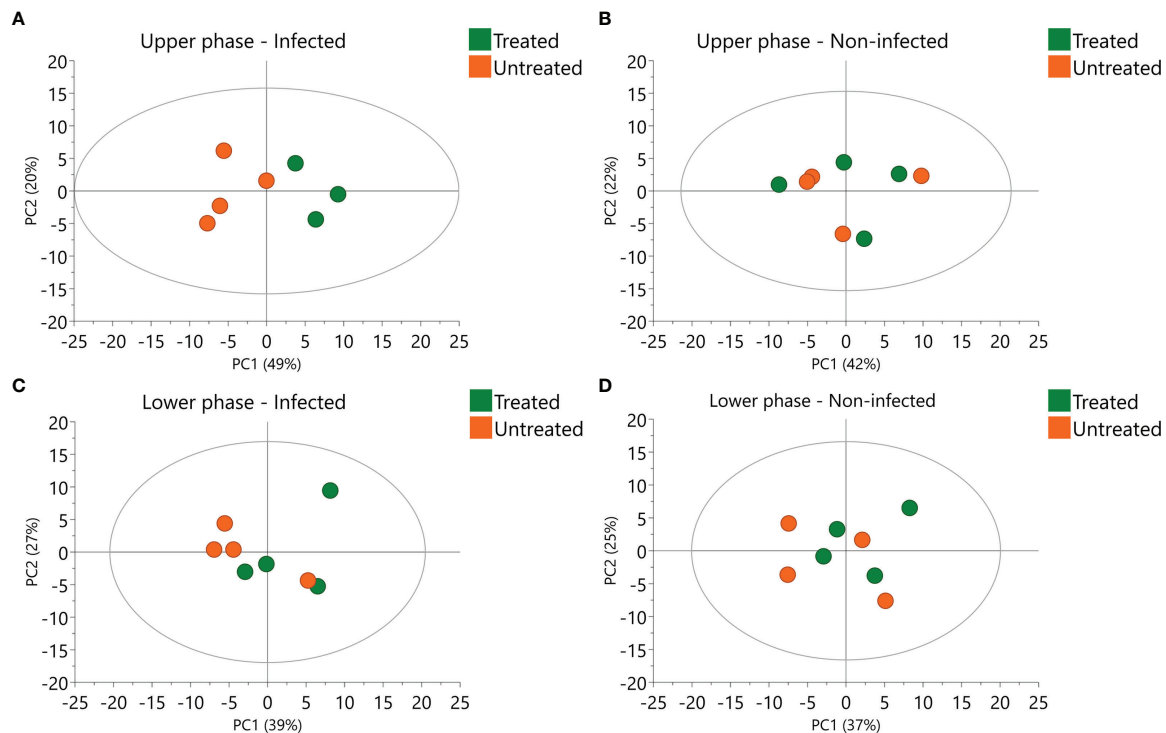 A
Upper phase - Infected
Treated
Untreated
20
15
10
5
0
-5
-10
-15
-20
PC2 (20%)
-25 -20 -15 -10 -5 0 5 10 15 20 25
PC1 (49%)
B
Upper phase - Non-infected
Treated
Untreated
20
15
10
5
0
-5
-10
-15
-20
PC2 (22%)
-25 -20 -15 -10 -5 0 5 10 15 20 25
PC1 (42%)
C
Lower phase - Infected
Treated
Untreated
20
15
10
5
0
-5
-10
-15
-20
PC2 (27%)
-25 -20 -15 -10 -5 0 5 10 15 20 25
PC1 (39%)
D
Lower phase - Non-infected
Treated
Untreated
20
15
10
5
0
-5
-10
-15
-20
PC2 (25%)
-25 -20 -15 -10 -5 0 5 10 15 20 25
PC1 (37%)